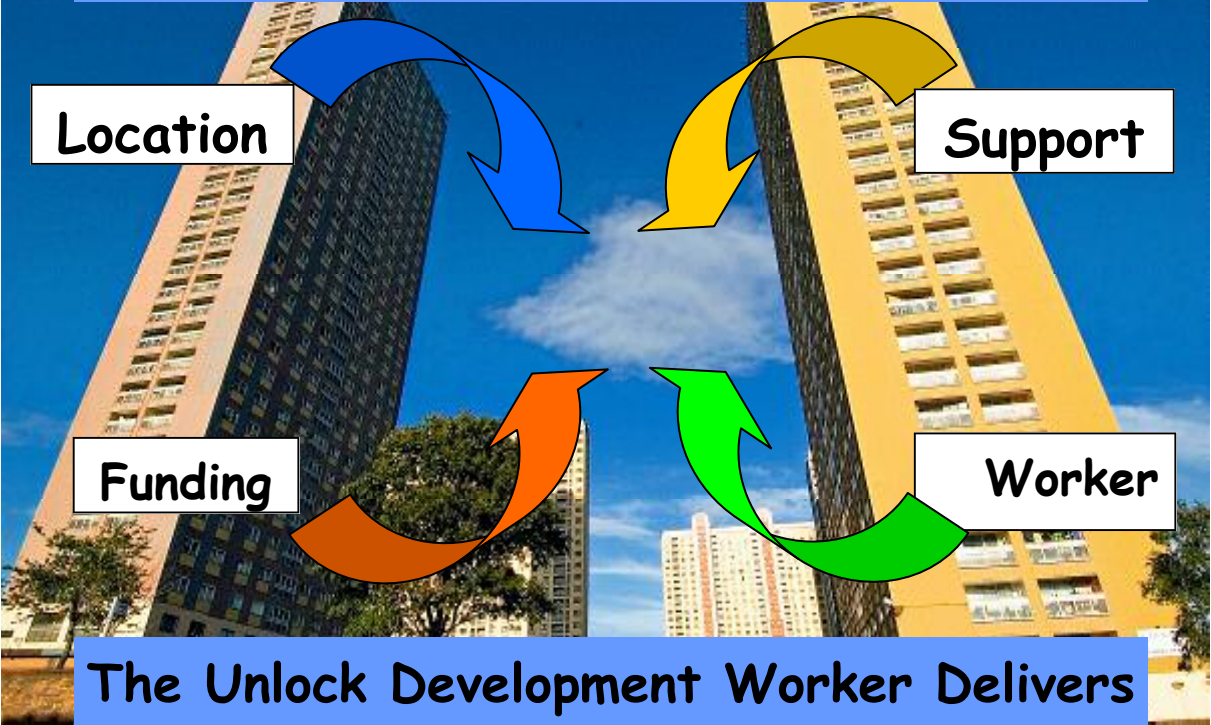 Location
Support
Funding
Worker
The Unlock Development Worker Delivers